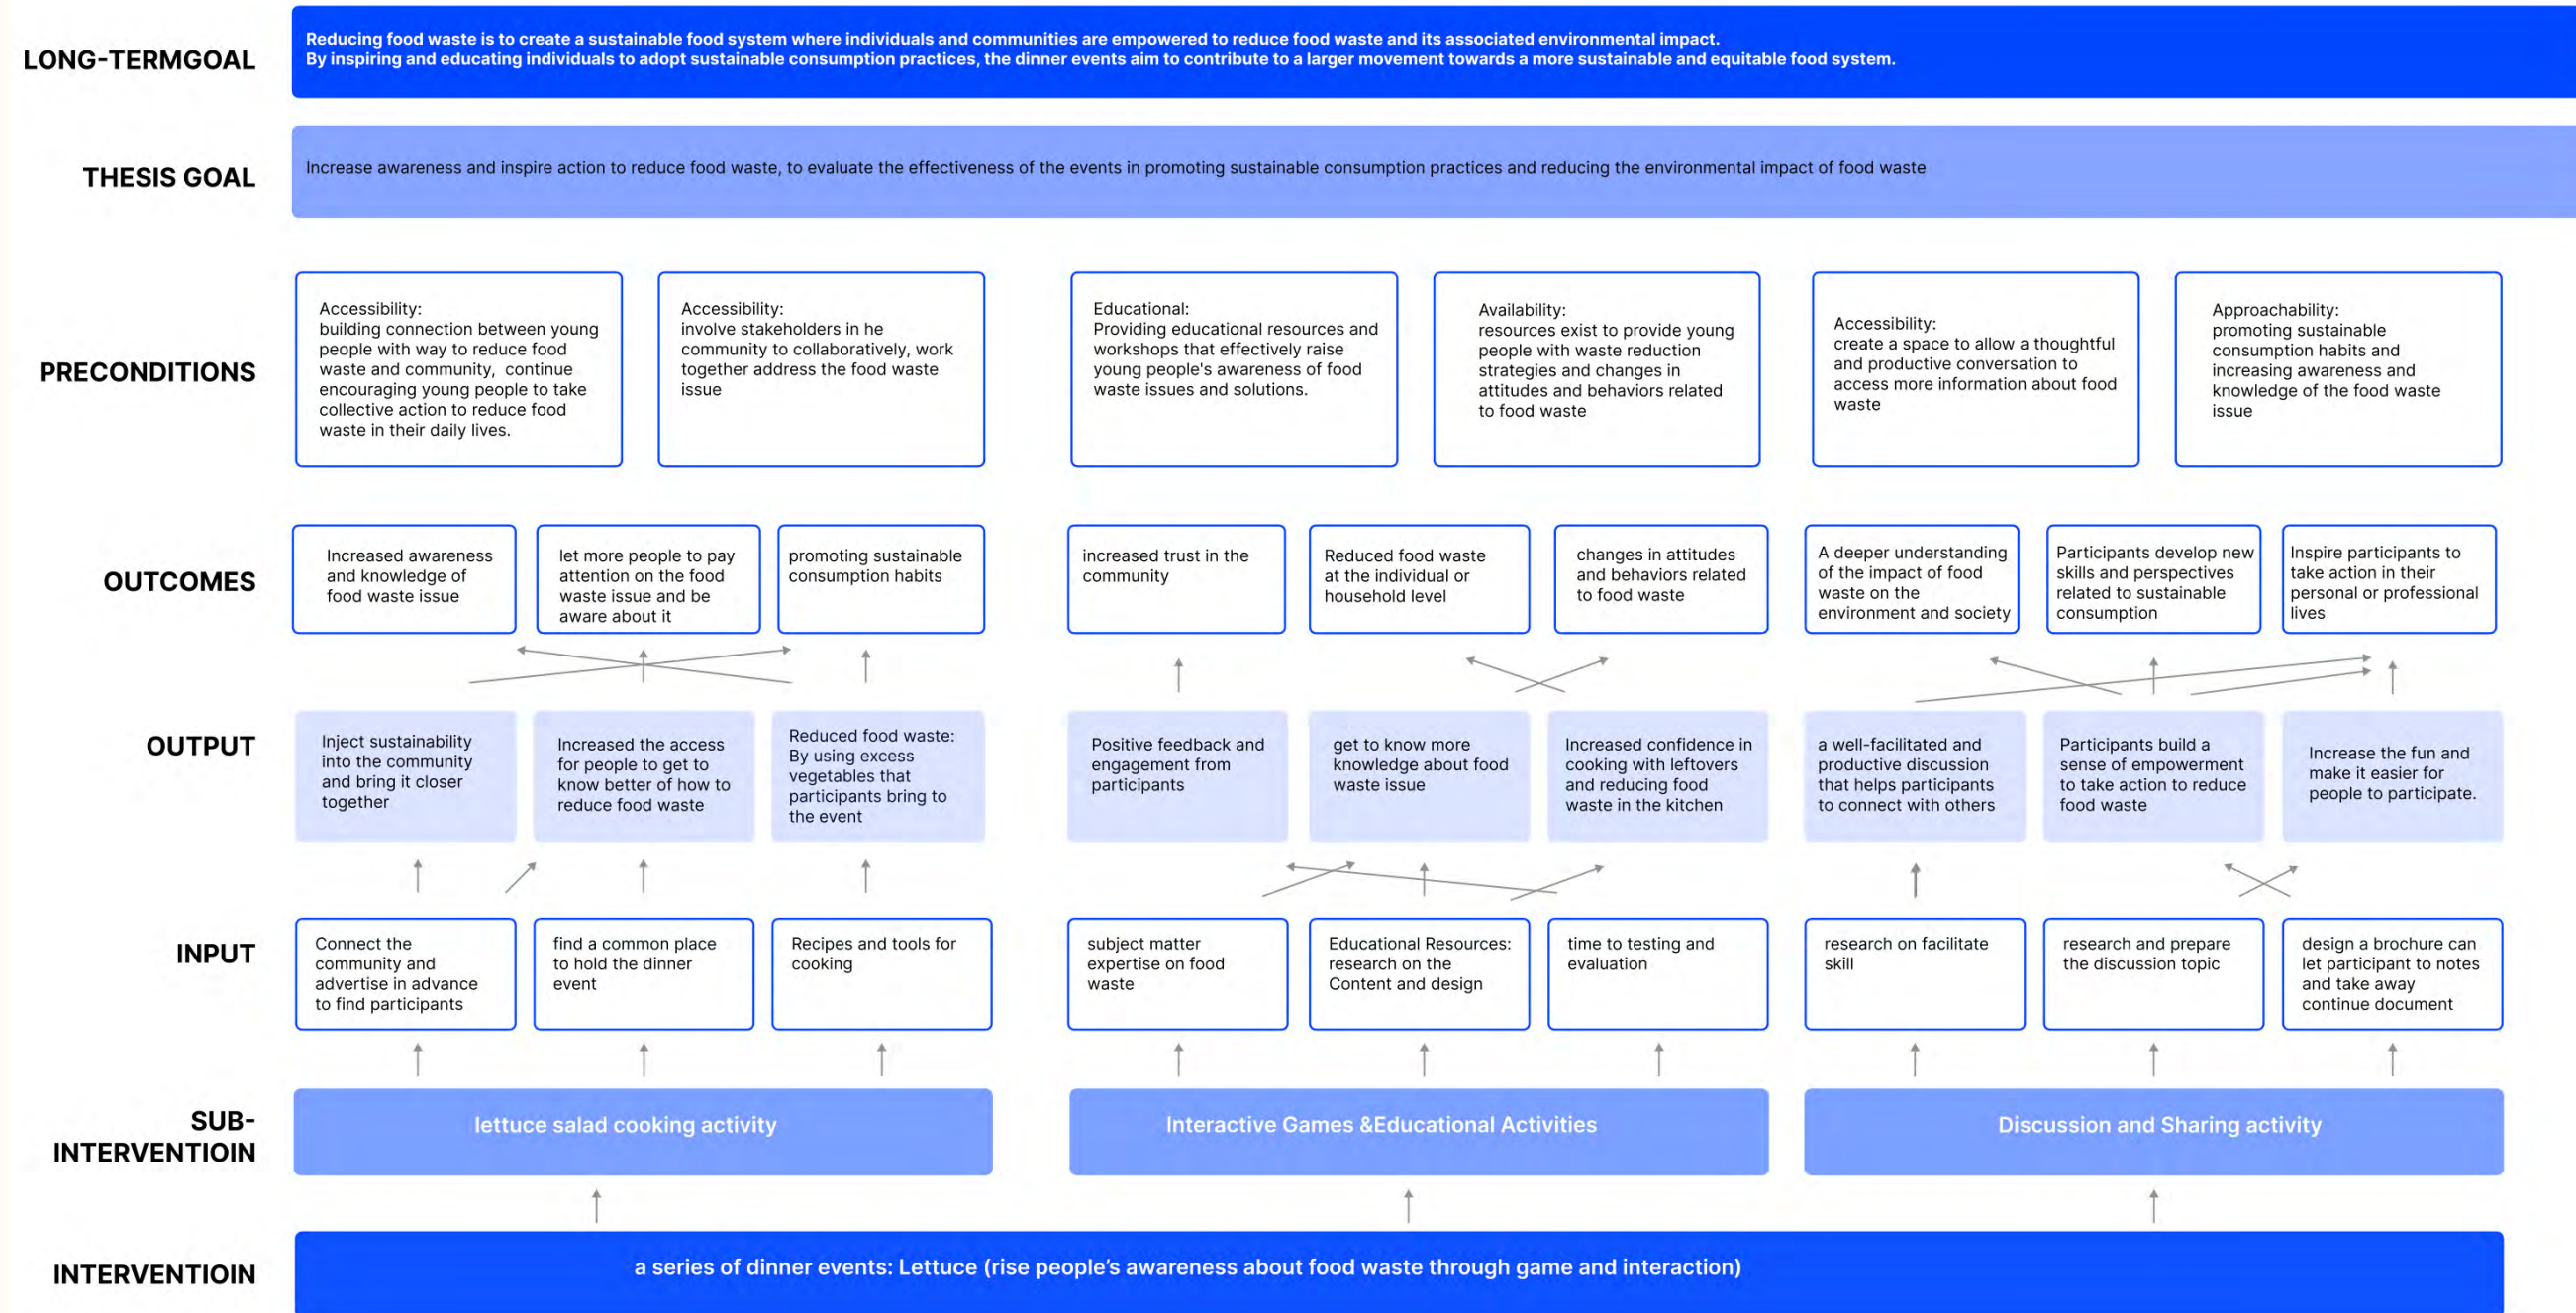 LONG-TERMGOAL
Reducing food waste is to create a sustainable food system where individuals and communities are empowered to reduce food waste and its associated environmental impact.
By inspiring and educating individuals to adopt sustainable consumption practices, the dinner events aim to contribute to a larger movement towards a more sustainable and equitable food system.
THESIS GOAL
Increase awareness and inspire action to reduce food waste, to evaluate the effectiveness of the events in promoting sustainable consumption practices and reducing the environmental impact of food waste
PRECONDITIONS
Accessibility:
building connection between young
people with way to reduce food
waste and community, continue
encouraging young people to take
collective action to reduce food
waste in their daily lives.
Accessibility:
involve stakeholders in he
community to collaboratively, work
together address the food waste
issue
Educational:
Providing educational resources and
workshops that effectively raise
young people's awareness of food
waste issues and solutions.
Availability:
resources exist to provide young
people with waste reduction
strategies and changes in
attitudes and behaviors related
to food waste
Accessibility:
create a space to allow a thoughtful
and productive conversation to
access more information about food
waste
Approachability:
promoting sustainable
consumption habits and
increasing awareness and
knowledge of the food waste
issue
OUTCOMES
Increased awareness
and knowledge of
food waste issue
let more people to pay
attention on the food
waste issue and be
aware about it
promoting sustainable
consumption habits
increased trust in the
community
Reduced food waste
at the individual or
household level
changes in attitudes
and behaviors related
to food waste
A deeper understanding
of the impact of food
waste on the
environment and society
Participants develop new
skills and perspectives
related to sustainable
consumption
Inspire participants to
take action in their
personal or professional
lives
OUTPUT
Inject sustainability
into the community
and bring it closer
together
Increased the access
for people to get to
know better of how to
reduce food waste
Reduced food waste:
By using excess
vegetables that
participants bring to
the event
Positive feedback and
engagement from
participants
get to know more
knowledge about food
waste issue
Increased confidence in
cooking with leftovers
and reducing food
waste in the kitchen
a well-facilitated and
productive discussion
that helps participants
to connect with others
Participants build a
sense of empowerment
to take action to reduce
food waste
Increase the fun and
make it easier for
people to participate.
INPUT
Connect the
community and
advertise in advance
to find participants
find a common place
to hold the dinner
event
Recipes and tools for
cooking
subject matter
expertise on food
waste
Educational Resources:
research on the
Content and design
time to testing and
evaluation
research on facilitate
skill
research and prepare
the discussion topic
design a brochure can
let participant to notes
and take away
continue document
SUB-
INTERVENTIOIN
lettuce salad cooking activity
Interactive Games &Educational Activities
Discussion and Sharing activity
INTERVENTIOIN
a series of dinner events: Lettuce (rise people's awareness about food waste through game and interaction)